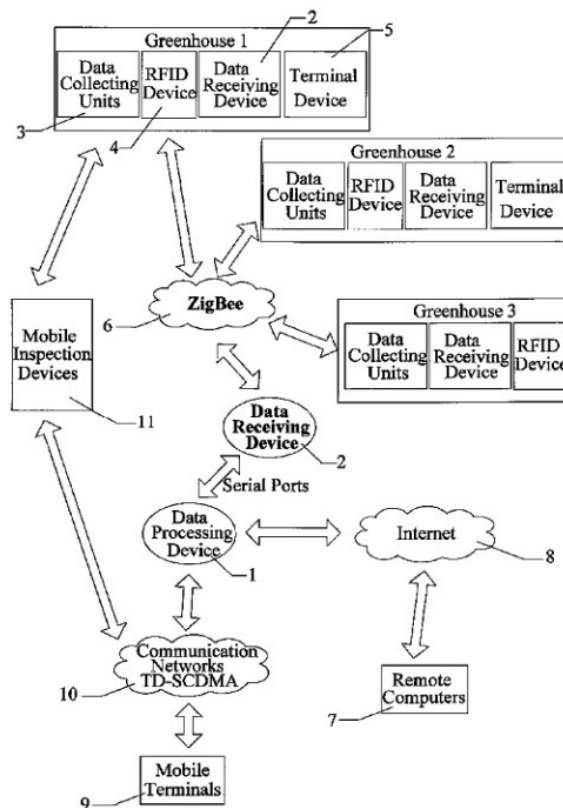 2
5
Greenhouse 1
Data
Collecting
Units
RFID
Device
Data
Receiving
Device
Terminal
Device
3
4
Greenhouse 2
Data
Collecting
Units
RFID
Device
Data
Receiving
Device
Terminal
Device
ZigBee
6
Greenhouse 3
Data
Collecting
Units
Data
Receiving
Device
RFID
Device
Mobile
Inspection
Devices
11
Data
Receiving
Device
2
Serial Ports
Data
Processing
Device
1
Internet
8
Communication
Networks
TD-SCDMA
10
Remote
Computers
7
Mobile
Terminals
9